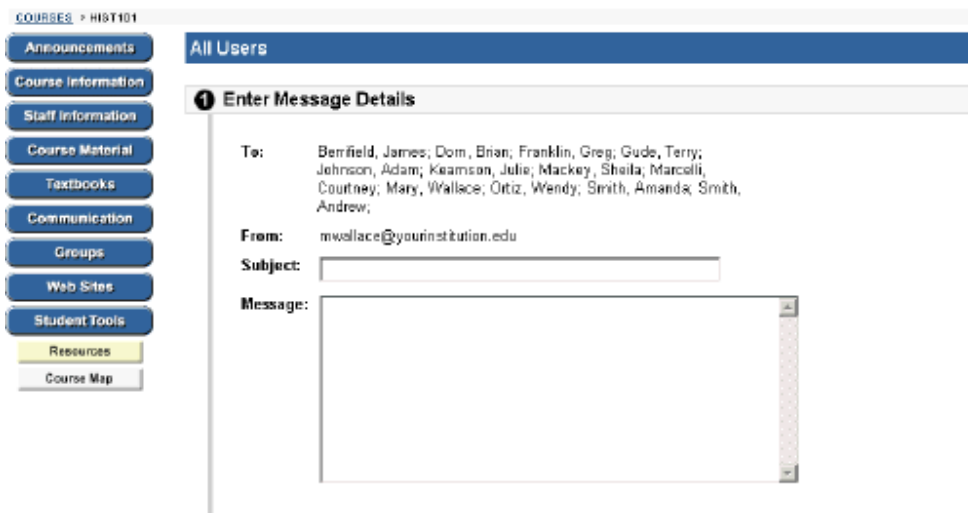 COURSES > HIST101
Announcements
Course Information
Staff Information
Course Material
Textbooks
Communication
Groups
Web Sites
Student Tools
Resources
Course Map
All Users
1 Enter Message Details
To: Berrifield, James; Dorn, Brian; Franklin, Greg; Gude, Terry;
Johnson, Adam; Kearnson, Julie; Mackey, Sheila; Marcelli,
Courtney; Mary, Wallace; Ortiz, Wendy; Smith, Amanda; Smith,
Andrew;
From: mwallace@yourinstitution.edu
Subject:
Message: